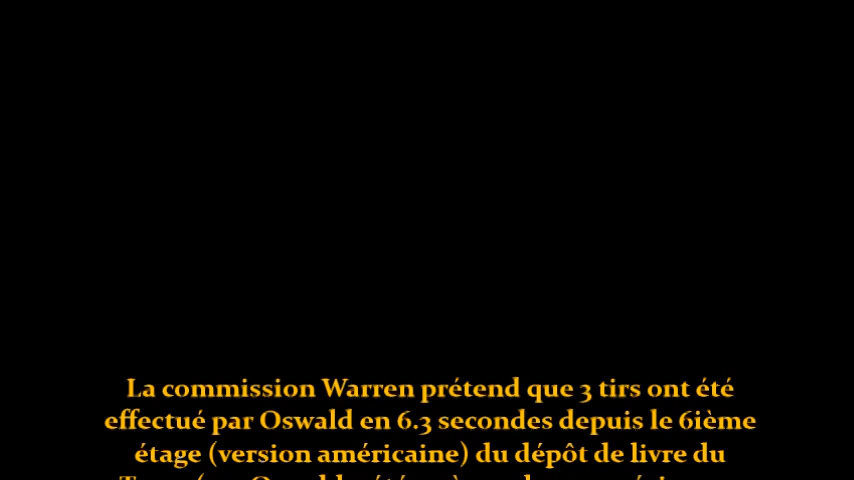 La commission Warren prétend que 3 tirs ont été
effectué par Oswald en 6.3 secondes depuis le 6ième
étage (version américaine) du dépôt de livre du